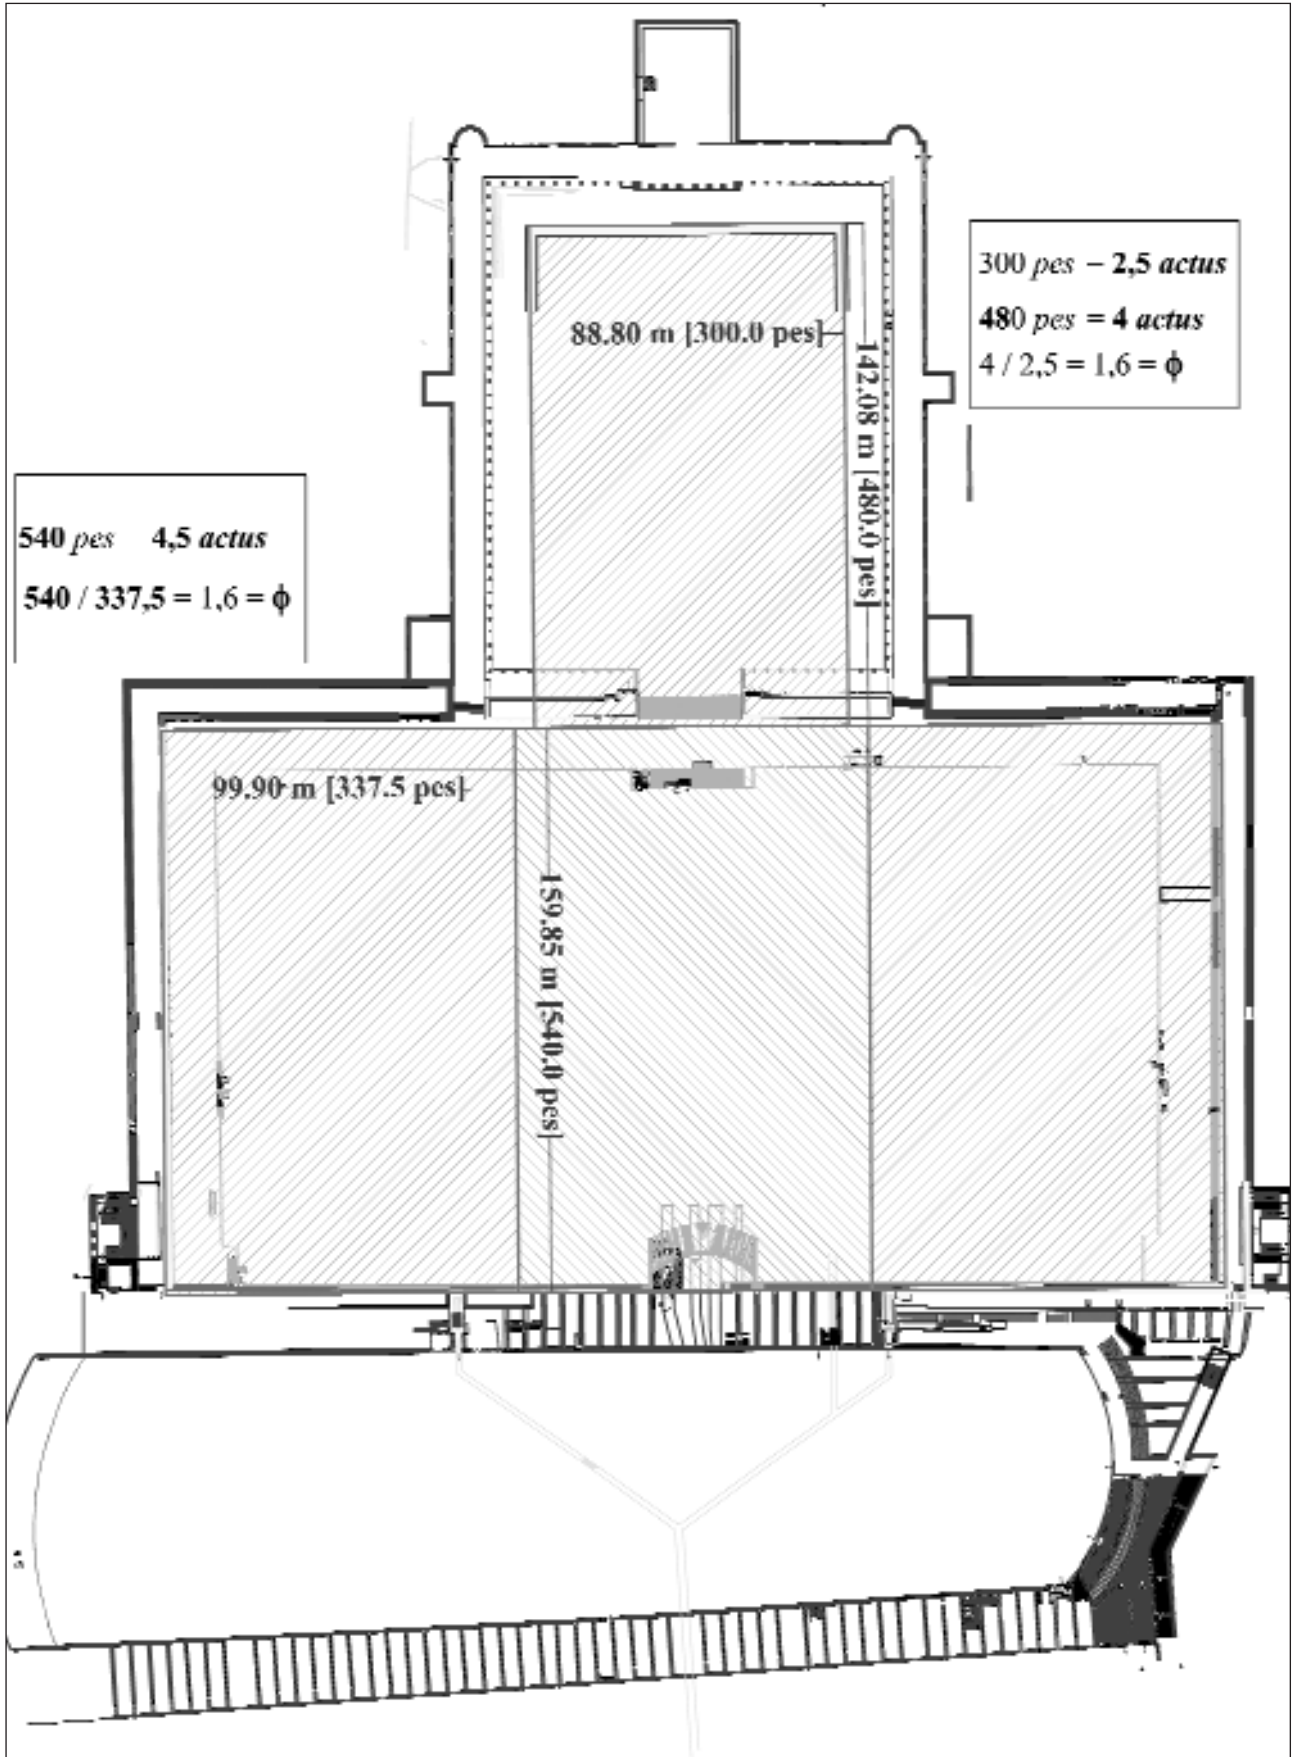 300 pes – 2,5 actus
480 pes = 4 actus
4 / 2,5 = 1,6 = ϕ
88.80 m [300.0 pes]
142.08 m [480.0 pes]
540 pes 4,5 actus
540 / 337,5 = 1,6 = ϕ
99.90 m [337.5 pes]
159.85 m [540.0 pes]